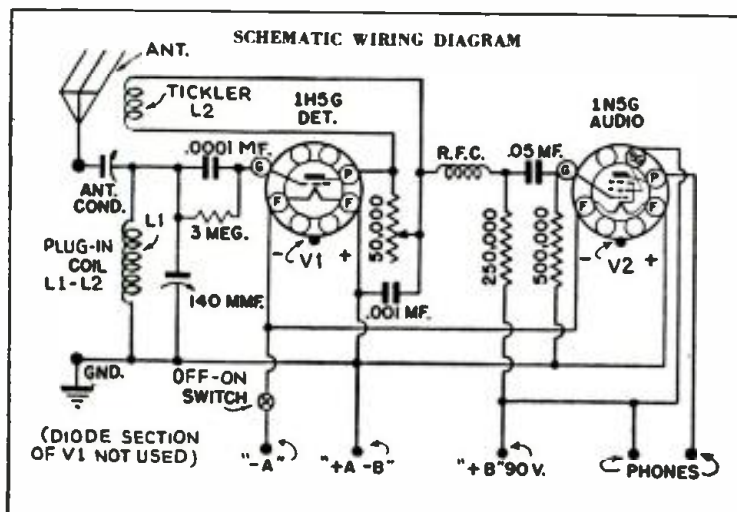 SCHEMATIC WIRING DIAGRAM
ANT.
TICKLER
L2
1H5G
DET.
1N5G
AUDIO
.0001 MF.
R.F.C.
.05 MF.
G
P
F
F
G
SG
P
F
F
ANT.
COND.
L1
3 MEG.
PLUG-IN
COIL
L1-L2
140 MMF.
- V1 +
50,000
.001 MF.
250,000
500,000
- V2 +
GND.
OFF-ON
SWITCH
(DIODE SECTION
OF V1 NOT USED)
"-A"
"+A -B"
"+B" 90 V.
PHONES